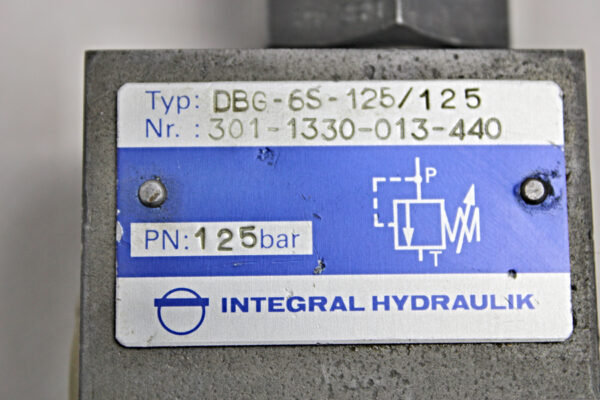 Typ: DBG-6S-125/125
Nr.: 301-1330-013-440
P
PN: 125bar
T
INTEGRAL HYDRAULIK